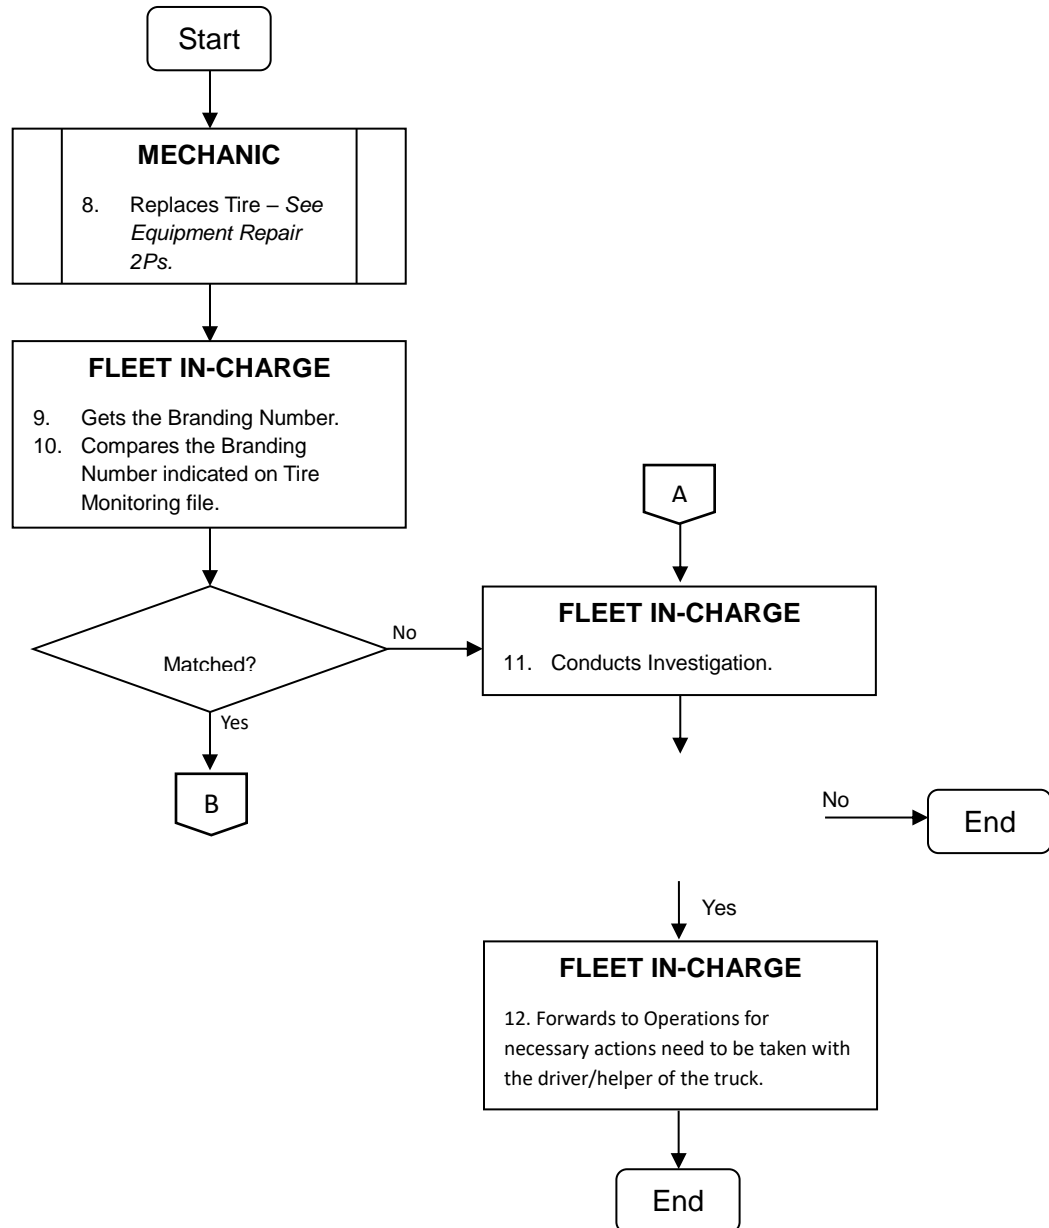 Start
MECHANIC
8. Replaces Tire – See
Equipment Repair
2Ps.
FLEET IN-CHARGE
9. Gets the Branding Number.
10. Compares the Branding
Number indicated on Tire
Monitoring file.
A
Matched?
No
Yes
B
FLEET IN-CHARGE
11. Conducts Investigation.
No
End
Yes
FLEET IN-CHARGE
12. Forwards to Operations for
necessary actions need to be taken with
the driver/helper of the truck.
End